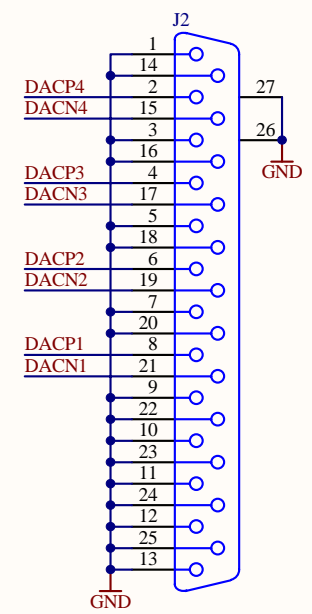 J2
1
14
DACP4 2
DACN4 15
3
16
DACP3 4
DACN3 17
5
18
DACP2 6
DACN2 19
7
20
DACP1 8
DACN1 21
9
22
10
23
11
24
12
25
13
GND
27
26
GND